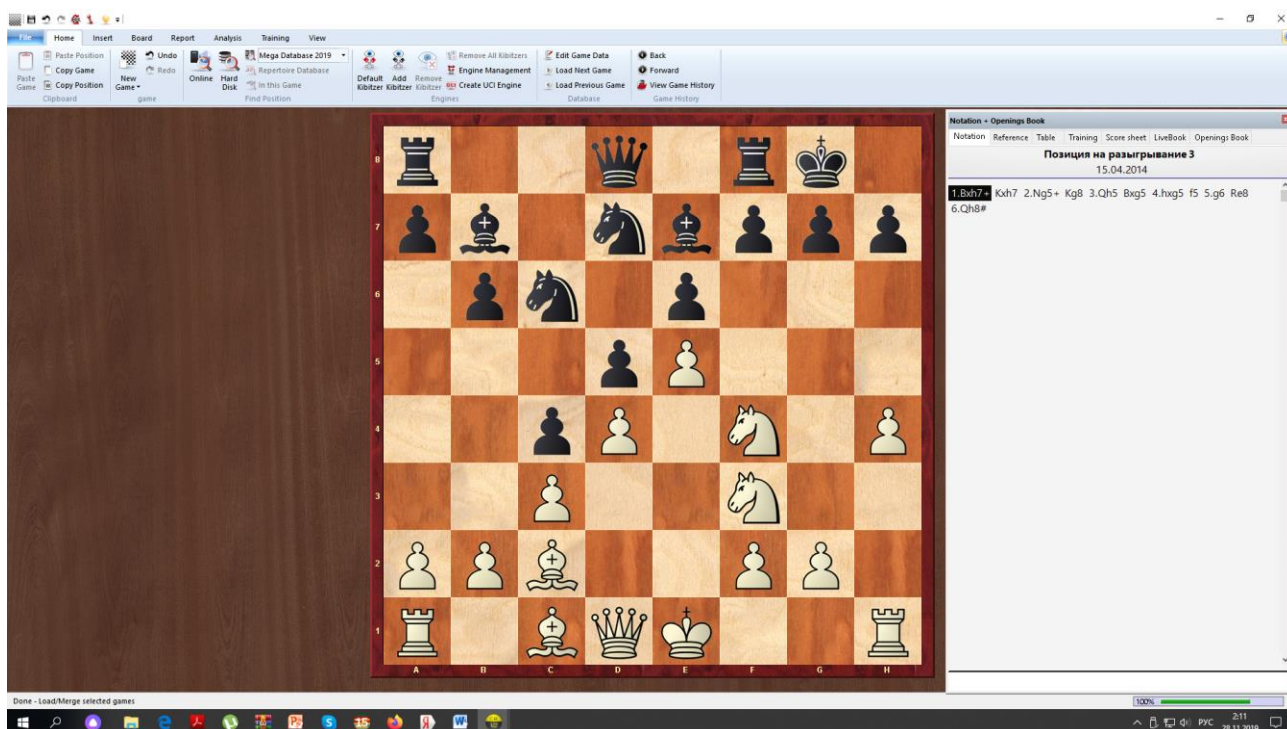 File Home Insert Board Report Analysis Training View
Paste Position Undo Mega Database 2019 Remove All Kibitzers Edit Game Data Back
Copy Game Redo Repertoire Database Engine Management Load Next Game Forward
Paste Game Copy Position New Game Online Hard Disk In this Game Default Kibitzer Add Kibitzer Remove Kibitzer Create UCI Engine Load Previous Game View Game History
Clipboard game Find Position Engines Database Game History
Notation + Openings Book
Notation Reference Table Training Score sheet LiveBook Openings Book
Позиция на разыгрывание 3
15.04.2014
1.Bxh7+ Kxh7 2.Ng5+ Kg8 3.Qh5 Bxg5 4.hxg5 f5 5.g6 Re8
6.Qh8#
8
7
6
5
4
3
2
1
A B C D E F G H
Done - Load/Merge selected games 100%
РУС 2:11
28.11.2019